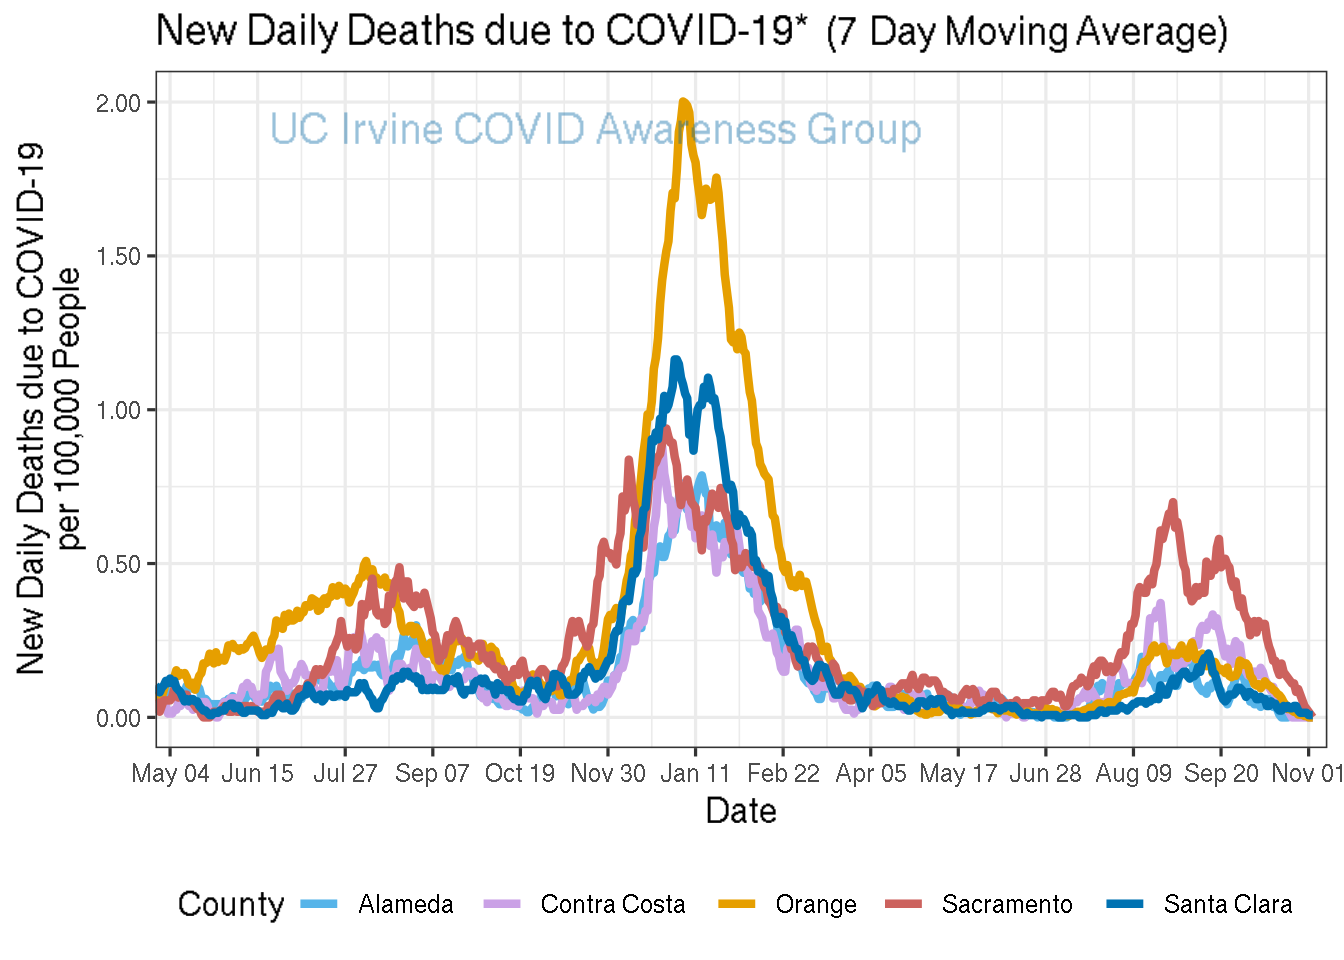 New Daily Deaths due to COVID-19* (7 Day Moving Average)
UC Irvine COVID Awareness Group
New Daily Deaths due to COVID-19
per 100,000 People
2.00
1.50
1.00
0.50
0.00
May 04 Jun 15 Jul 27 Sep 07 Oct 19 Nov 30 Jan 11 Feb 22 Apr 05 May 17 Jun 28 Aug 09 Sep 20 Nov 01
Date
County Alameda Contra Costa Orange Sacramento Santa Clara